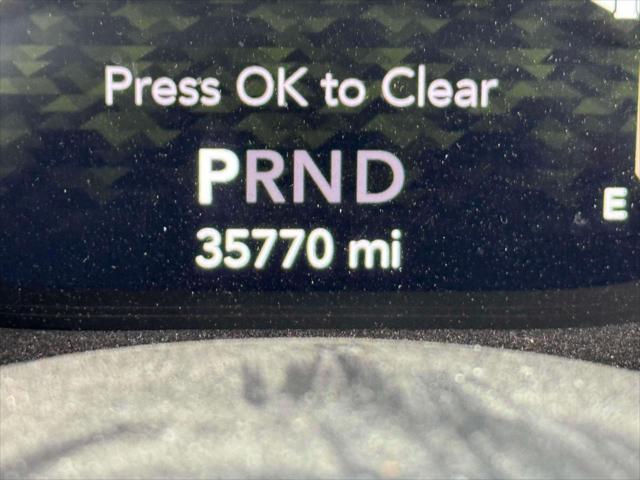 Press OK to Clear
PRND
E
35770 mi